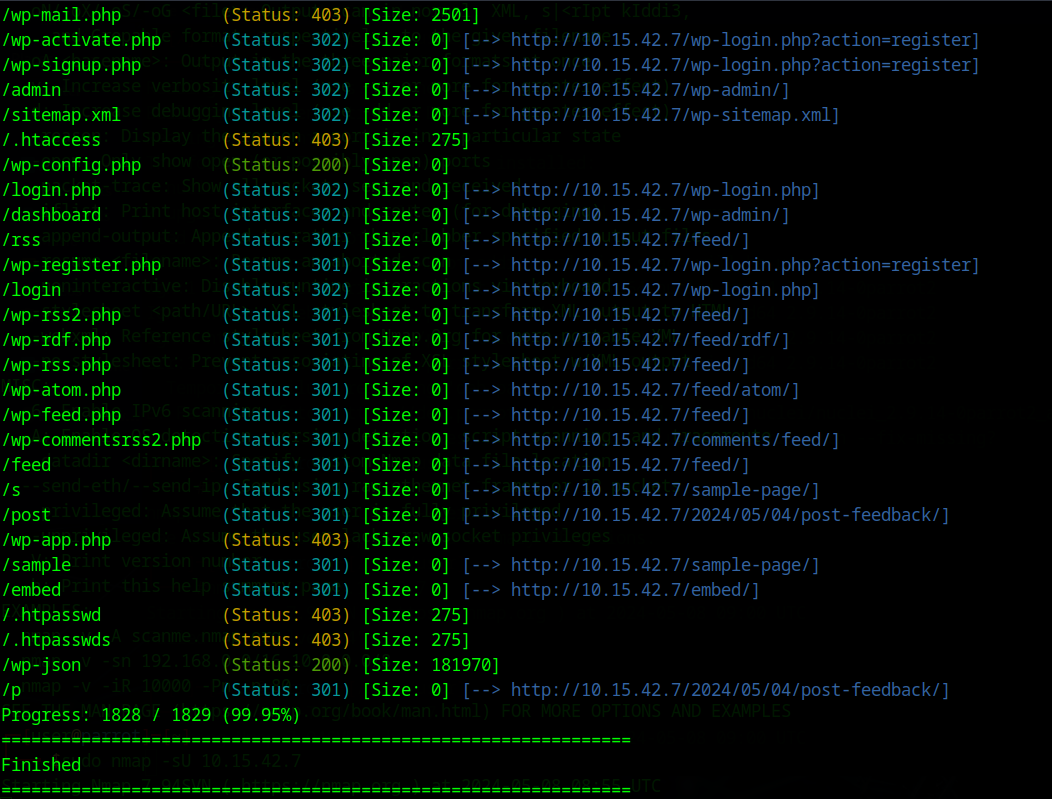 /wp-mail.php (Status: 403) [Size: 2501]
/wp-activate.php (Status: 302) [Size: 0] [--> http://10.15.42.7/wp-login.php?action=register]
/wp-signup.php (Status: 302) [Size: 0] [--> http://10.15.42.7/wp-login.php?action=register]
/admin (Status: 302) [Size: 0] [--> http://10.15.42.7/wp-admin/]
/sitemap.xml (Status: 302) [Size: 0] [--> http://10.15.42.7/wp-sitemap.xml]
/.htaccess (Status: 403) [Size: 275]
/wp-config.php (Status: 200) [Size: 0]
/login.php (Status: 302) [Size: 0] [--> http://10.15.42.7/wp-login.php]
/dashboard (Status: 302) [Size: 0] [--> http://10.15.42.7/wp-admin/]
/rss (Status: 301) [Size: 0] [--> http://10.15.42.7/feed/]
/wp-register.php (Status: 301) [Size: 0] [--> http://10.15.42.7/wp-login.php?action=register]
/login (Status: 302) [Size: 0] [--> http://10.15.42.7/wp-login.php]
/wp-rss2.php (Status: 301) [Size: 0] [--> http://10.15.42.7/feed/]
/wp-rdf.php (Status: 301) [Size: 0] [--> http://10.15.42.7/feed/rdf/]
/wp-rss.php (Status: 301) [Size: 0] [--> http://10.15.42.7/feed/]
/wp-atom.php (Status: 301) [Size: 0] [--> http://10.15.42.7/feed/atom/]
/wp-feed.php (Status: 301) [Size: 0] [--> http://10.15.42.7/feed/]
/wp-commentsrss2.php (Status: 301) [Size: 0] [--> http://10.15.42.7/comments/feed/]
/feed (Status: 301) [Size: 0] [--> http://10.15.42.7/feed/]
/s (Status: 301) [Size: 0] [--> http://10.15.42.7/sample-page/]
/post (Status: 301) [Size: 0] [--> http://10.15.42.7/2024/05/04/post-feedback/]
/wp-app.php (Status: 403) [Size: 0]
/sample (Status: 301) [Size: 0] [--> http://10.15.42.7/sample-page/]
/embed (Status: 301) [Size: 0] [--> http://10.15.42.7/embed/]
/.htpasswd (Status: 403) [Size: 275]
/.htpasswds (Status: 403) [Size: 275]
/wp-json (Status: 200) [Size: 181970]
/p (Status: 301) [Size: 0] [--> http://10.15.42.7/2024/05/04/post-feedback/]
Progress: 1828 / 1829 (99.95%)
===============================================================
Finished
===============================================================